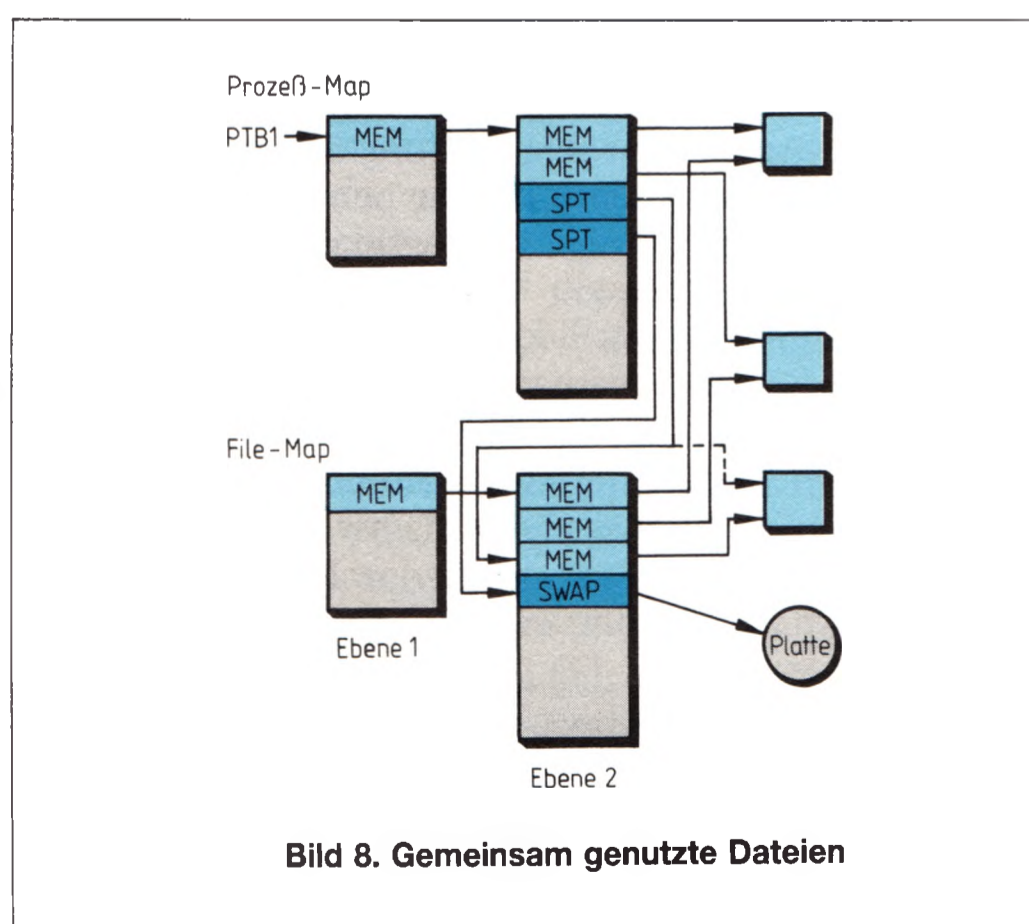 Prozeß-Map
PTB1
MEM
MEM
MEM
SPT
SPT
File-Map
MEM
MEM
MEM
MEM
SWAP
Platte
Ebene 1
Ebene 2
Bild 8. Gemeinsam genutzte Dateien